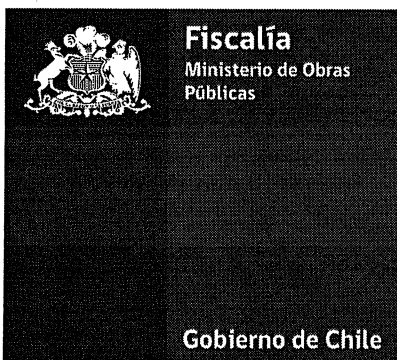 Fiscalía
Ministerio de Obras
Públicas
Gobierno de Chile